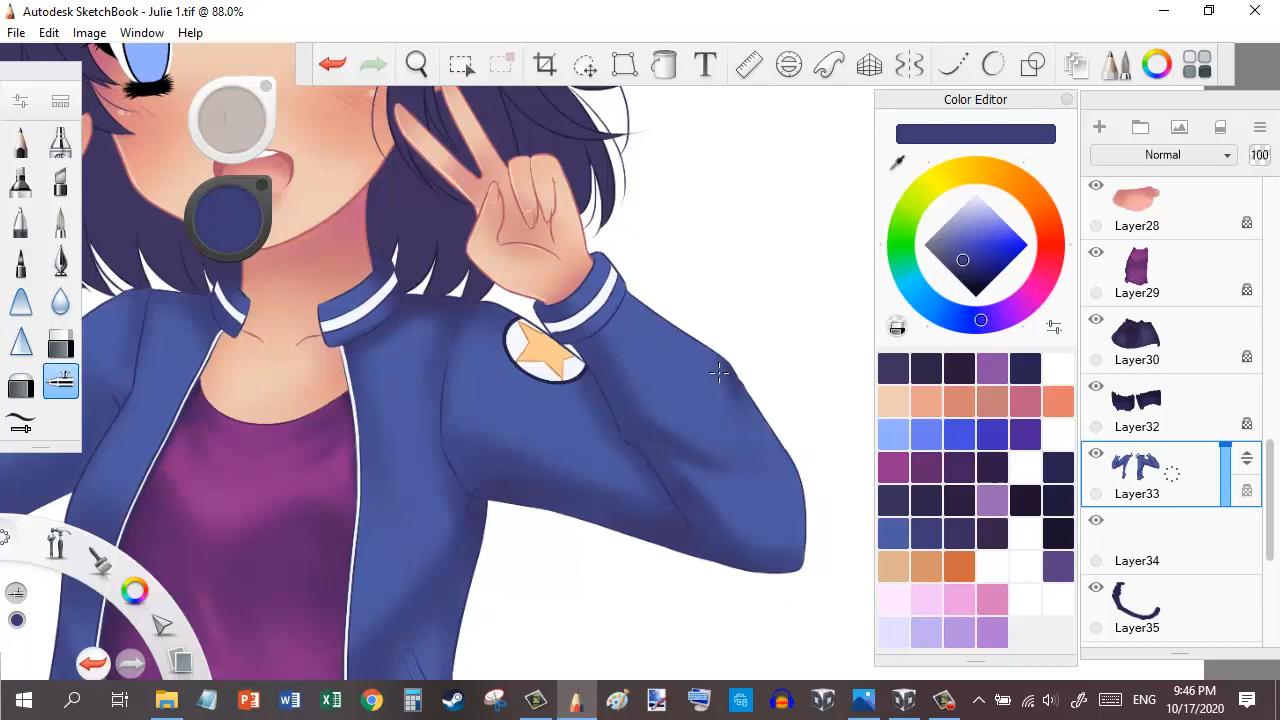 Autodesk SketchBook - Julie 1.tif @ 88.0%
File Edit Image Window Help
T
Color Editor
Normal 100
Layer28
Layer29
Layer30
Layer32
Layer33
Layer34
Layer35
ENG
9:46 PM
10/17/2020